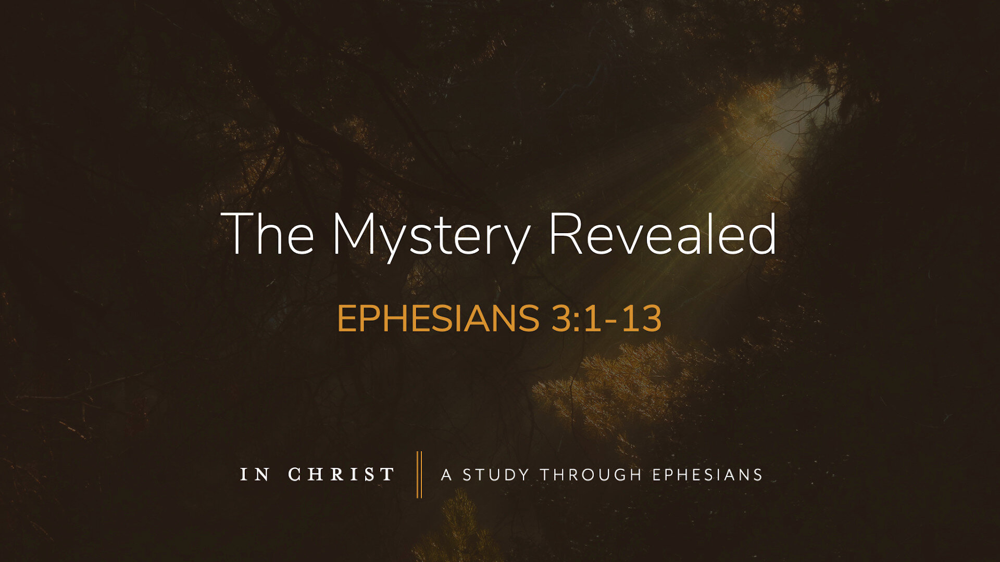 The Mystery Revealed
EPHESIANS 3:1-13
IN CHRIST
A STUDY THROUGH EPHESIANS